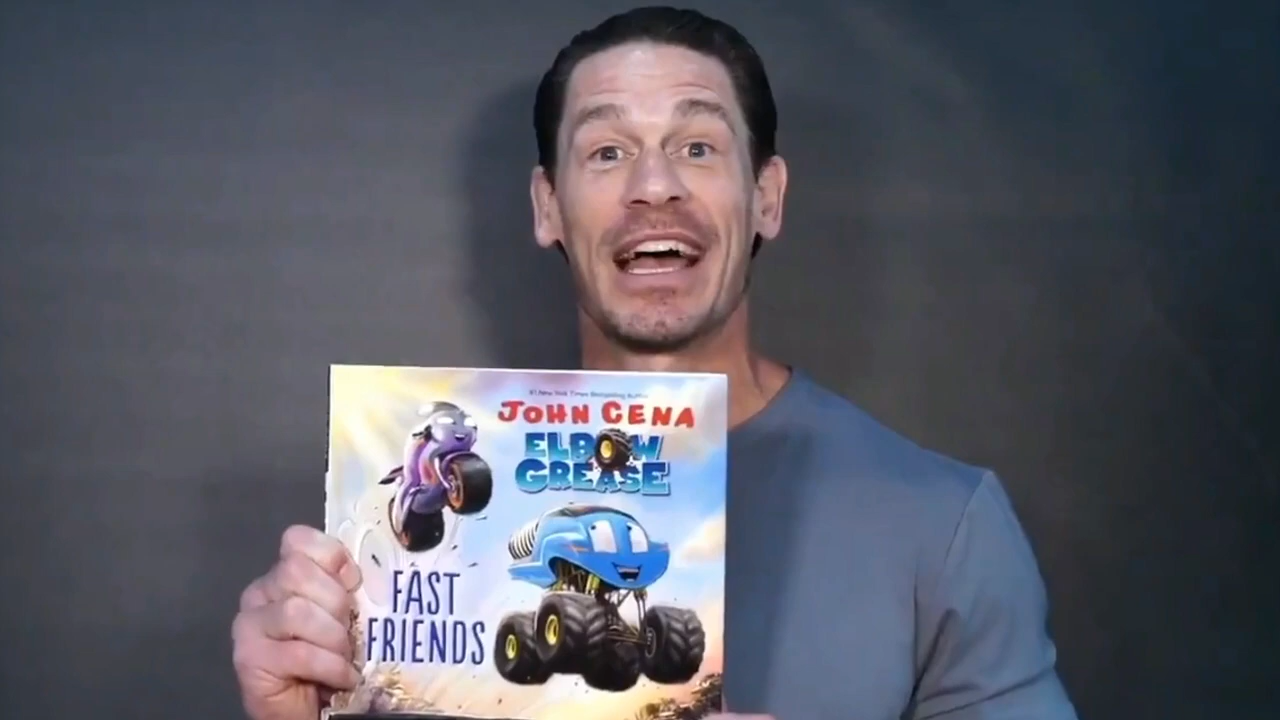 #1 New York Times Bestselling Author
JOHN CENA
ELBOW
GREASE
FAST
FRIENDS